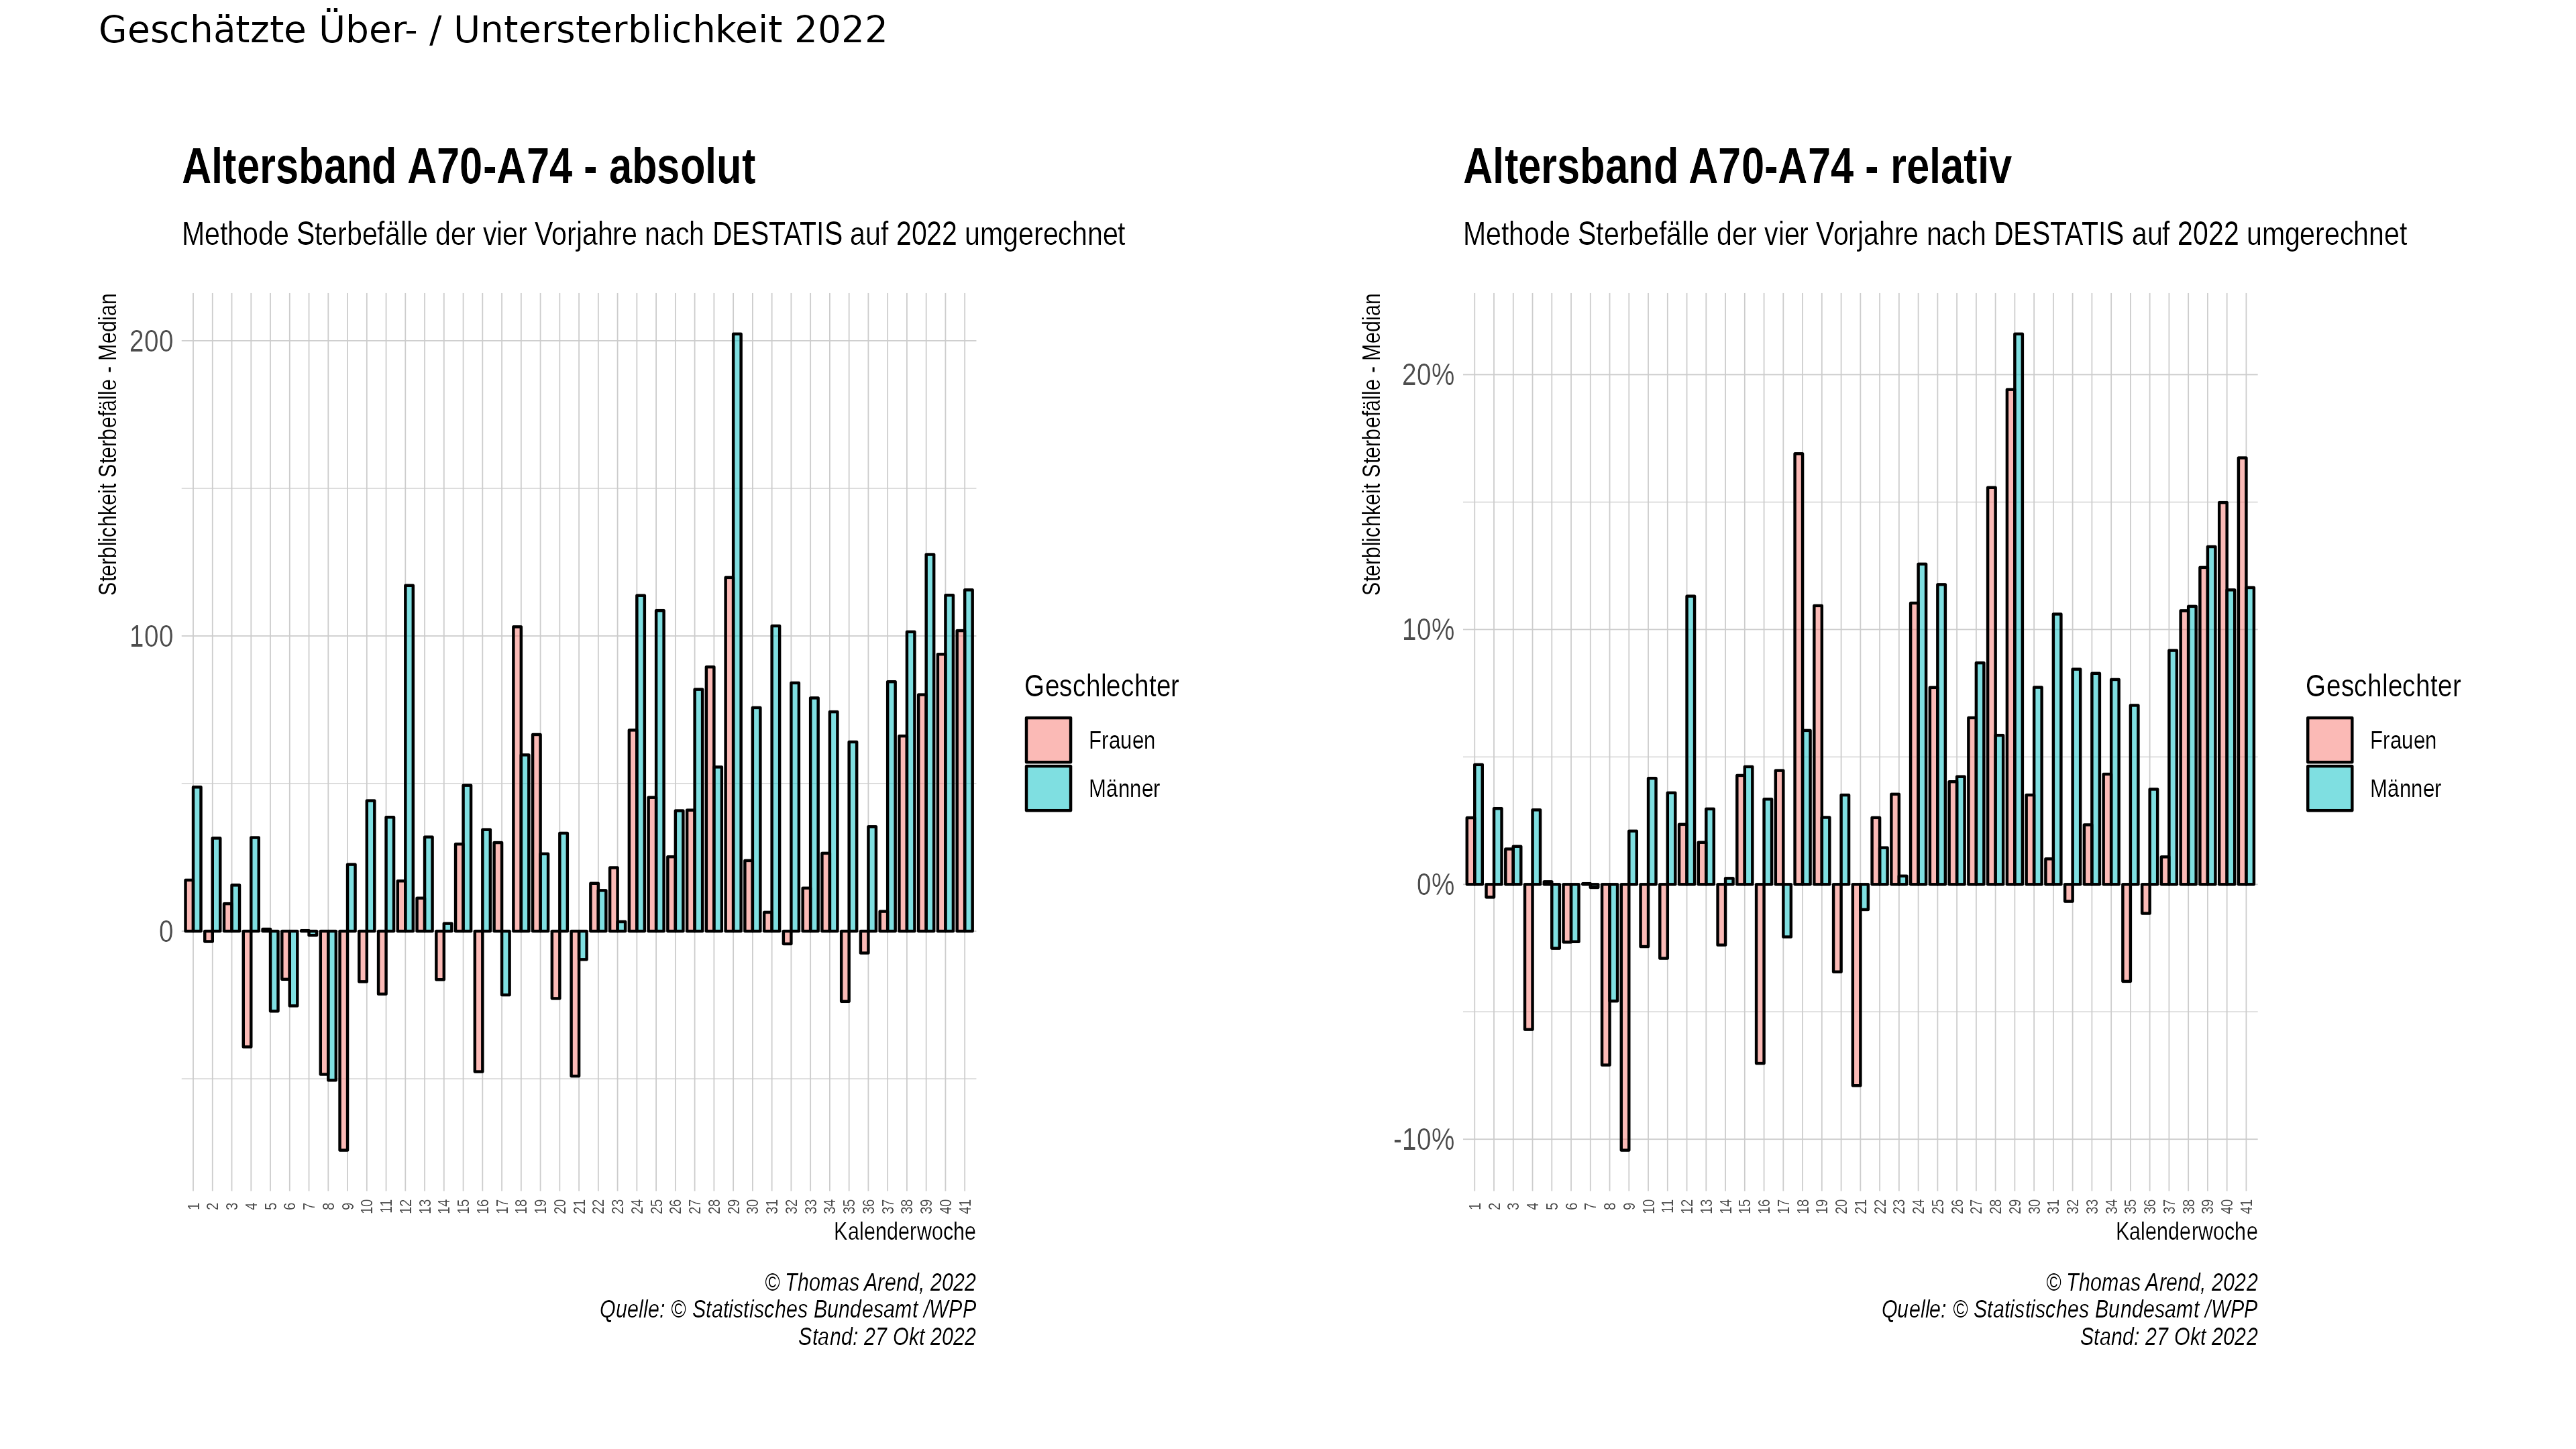 Geschätzte Über- / Untersterblichkeit 2022
Altersband A70-A74 - absolut
Methode Sterbefälle der vier Vorjahre nach DESTATIS auf 2022 umgerechnet
Sterblichkeit Sterbefälle - Median
200
100
0
1 2 3 4 5 6 7 8 9 10 11 12 13 14 15 16 17 18 19 20 21 22 23 24 25 26 27 28 29 30 31 32 33 34 35 36 37 38 39 40 41
Kalenderwoche
Geschlechter
Frauen
Männer
© Thomas Arend, 2022
Quelle: © Statistisches Bundesamt /WPP
Stand: 27 Okt 2022
Altersband A70-A74 - relativ
Methode Sterbefälle der vier Vorjahre nach DESTATIS auf 2022 umgerechnet
Sterblichkeit Sterbefälle - Median
20%
10%
0%
-10%
1 2 3 4 5 6 7 8 9 10 11 12 13 14 15 16 17 18 19 20 21 22 23 24 25 26 27 28 29 30 31 32 33 34 35 36 37 38 39 40 41
Kalenderwoche
Geschlechter
Frauen
Männer
© Thomas Arend, 2022
Quelle: © Statistisches Bundesamt /WPP
Stand: 27 Okt 2022